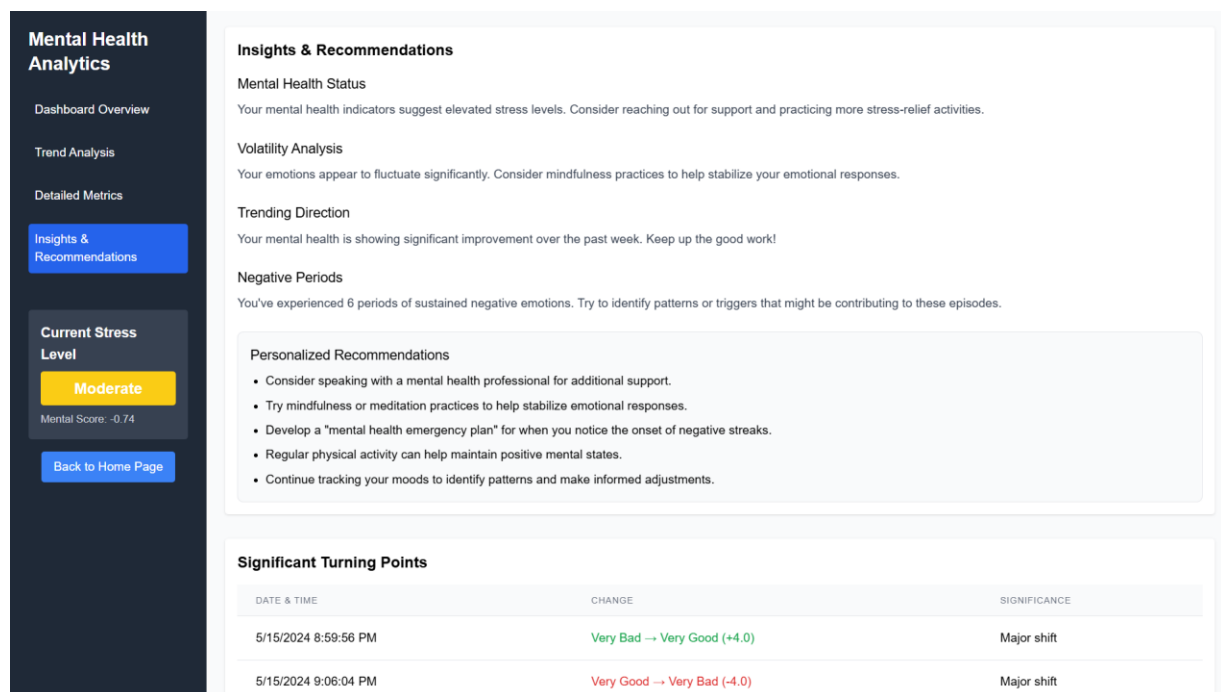 Mental Health
Analytics
Dashboard Overview
Trend Analysis
Detailed Metrics
Insights &
Recommendations
Current Stress
Level
Moderate
Mental Score: -0.74
Back to Home Page
Insights & Recommendations
Mental Health Status
Your mental health indicators suggest elevated stress levels. Consider reaching out for support and practicing more stress-relief activities.
Volatility Analysis
Your emotions appear to fluctuate significantly. Consider mindfulness practices to help stabilize your emotional responses.
Trending Direction
Your mental health is showing significant improvement over the past week. Keep up the good work!
Negative Periods
You've experienced 6 periods of sustained negative emotions. Try to identify patterns or triggers that might be contributing to these episodes.
Personalized Recommendations
• Consider speaking with a mental health professional for additional support.
• Try mindfulness or meditation practices to help stabilize emotional responses.
• Develop a "mental health emergency plan" for when you notice the onset of negative streaks.
• Regular physical activity can help maintain positive mental states.
• Continue tracking your moods to identify patterns and make informed adjustments.
Significant Turning Points
DATE & TIME CHANGE SIGNIFICANCE
5/15/2024 8:59:56 PM Very Bad → Very Good (+4.0) Major shift
5/15/2024 9:06:04 PM Very Good → Very Bad (-4.0) Major shift